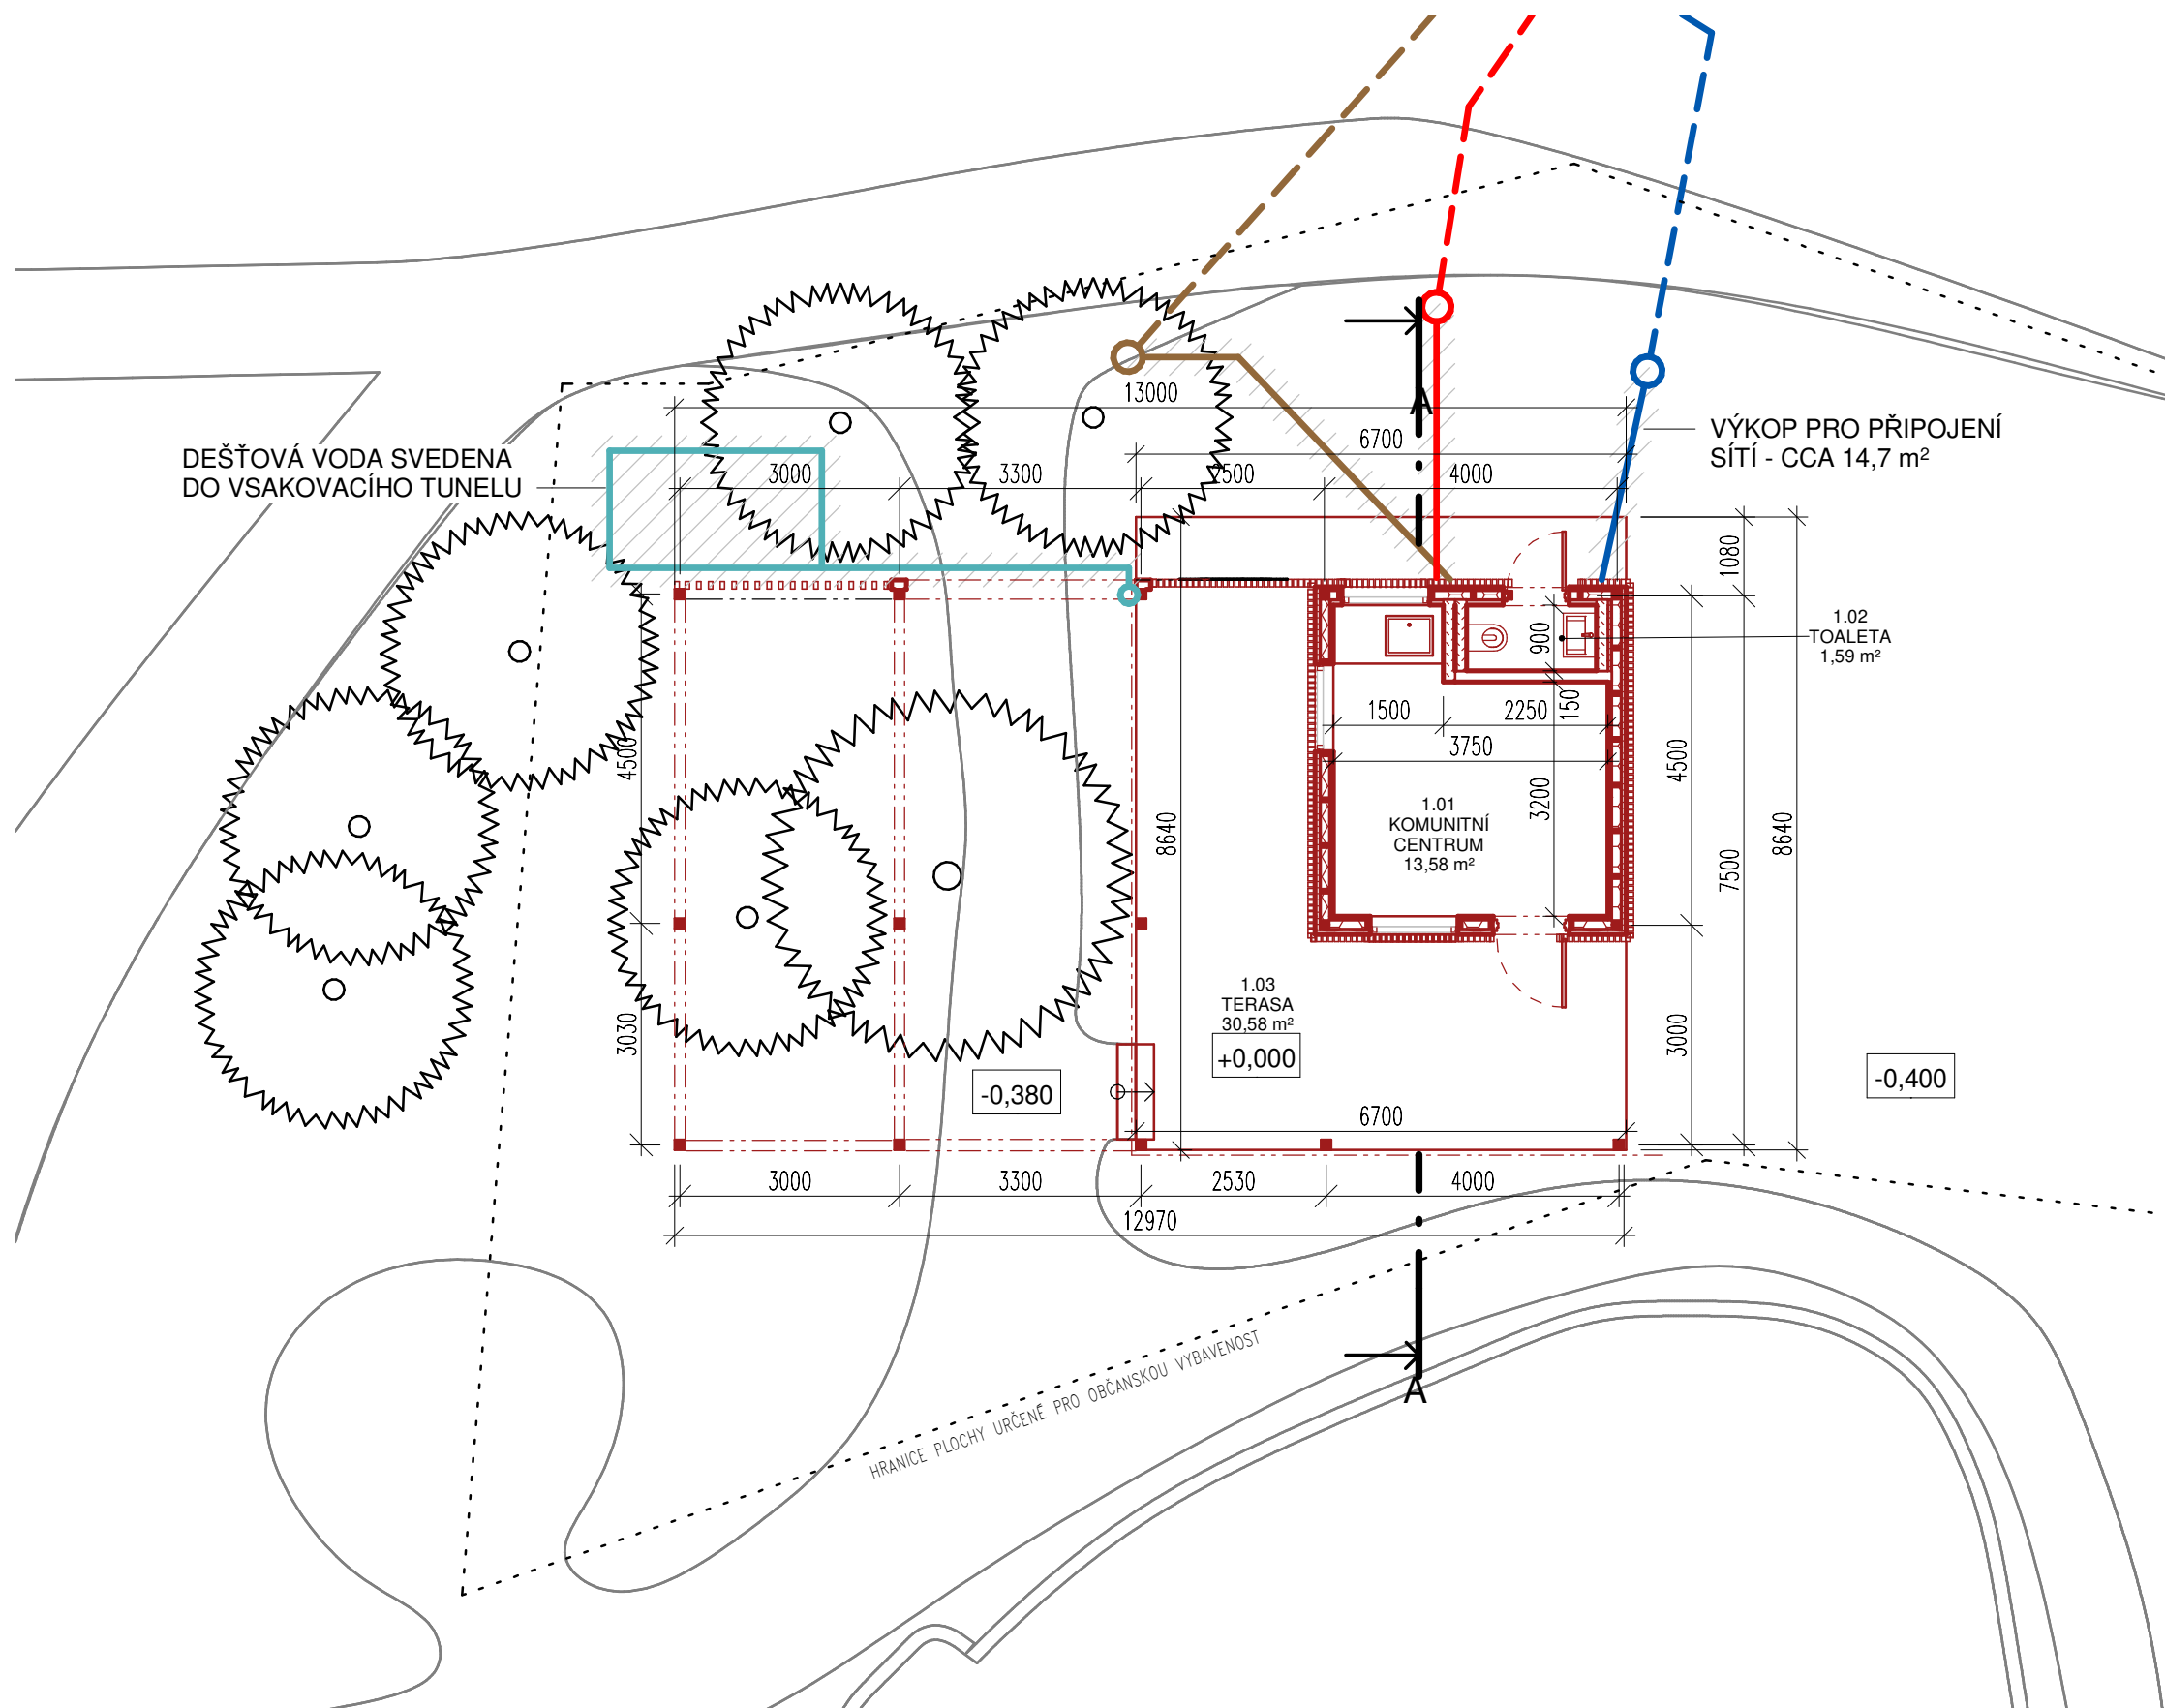 13000
A
6700
VÝKOP PRO PŘIPOJENÍ
SÍTÍ - CCA 14,7 m²
DEŠŤOVÁ VODA SVEDENA
DO VSAKOVACÍHO TUNELU
3000
3300
2500
4000
1080
900
1.02
TOALETA
1,59 m²
1500
2250
150
3750
4500
4500
3200
1.01
KOMUNITNÍ
CENTRUM
13,58 m²
8640
7500
8640
1.03
TERASA
30,58 m²
+0,000
3030
3000
-0,380
-0,400
6700
3000
3300
2530
4000
12970
A
HRANICE PLOCHY URČENÉ PRO OBČANSKOU VYBAVENOST